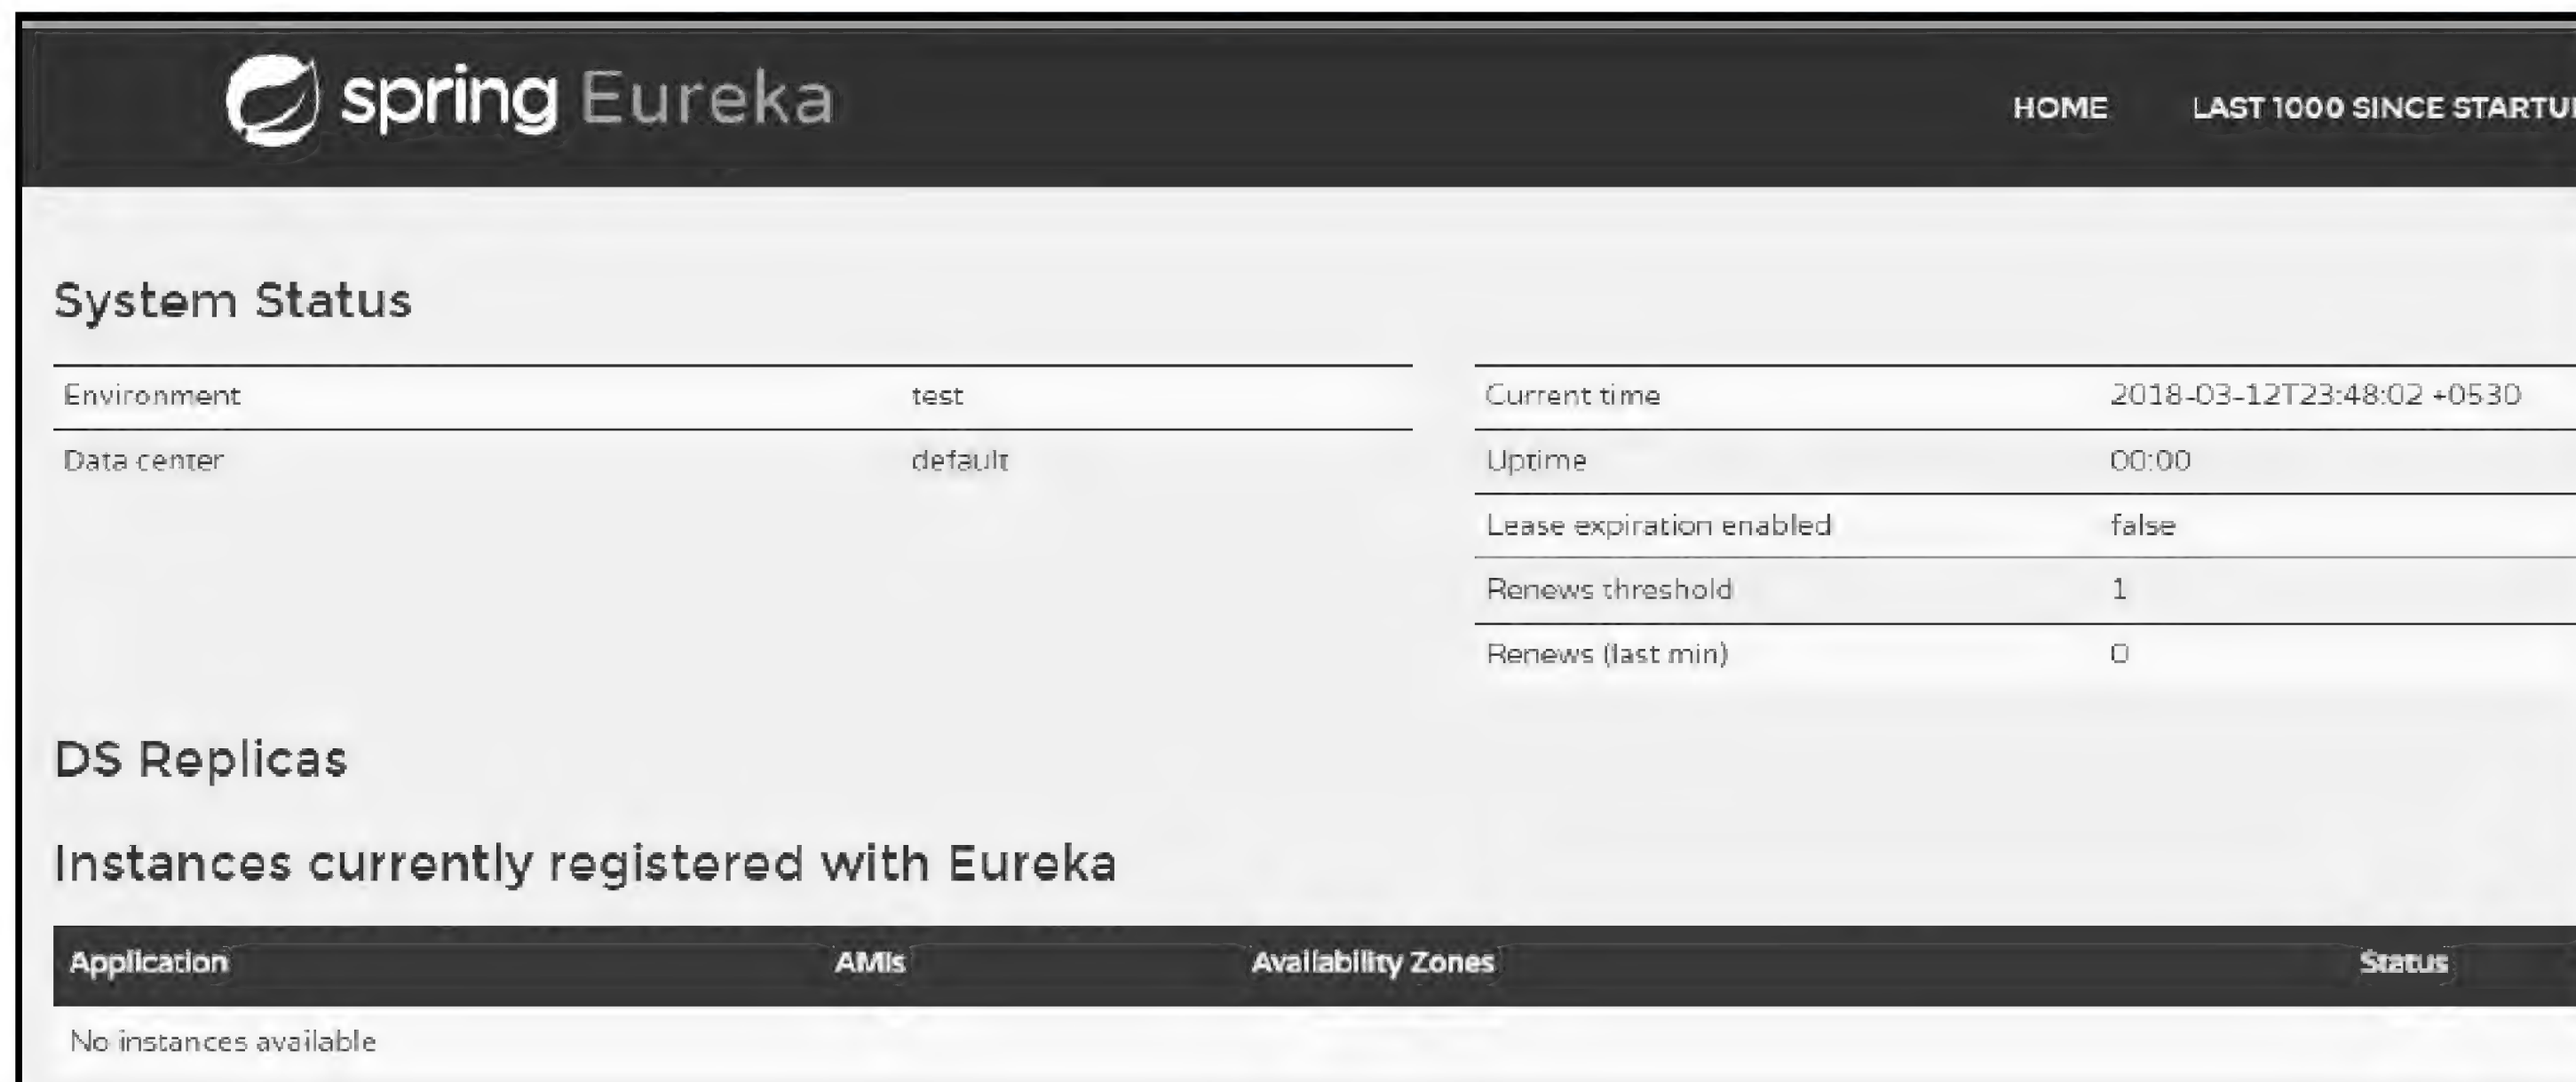 spring Eureka
HOME LAST 1000 SINCE STARTU
System Status
Environment test
Data center default
Current time 2018-03-12T23:48:02 +0530
Uptime 00:00
Lease expiration enabled false
Renews threshold 1
Renews (last min) 0
DS Replicas
Instances currently registered with Eureka
Application AMIs Availability Zones Status
No instances available